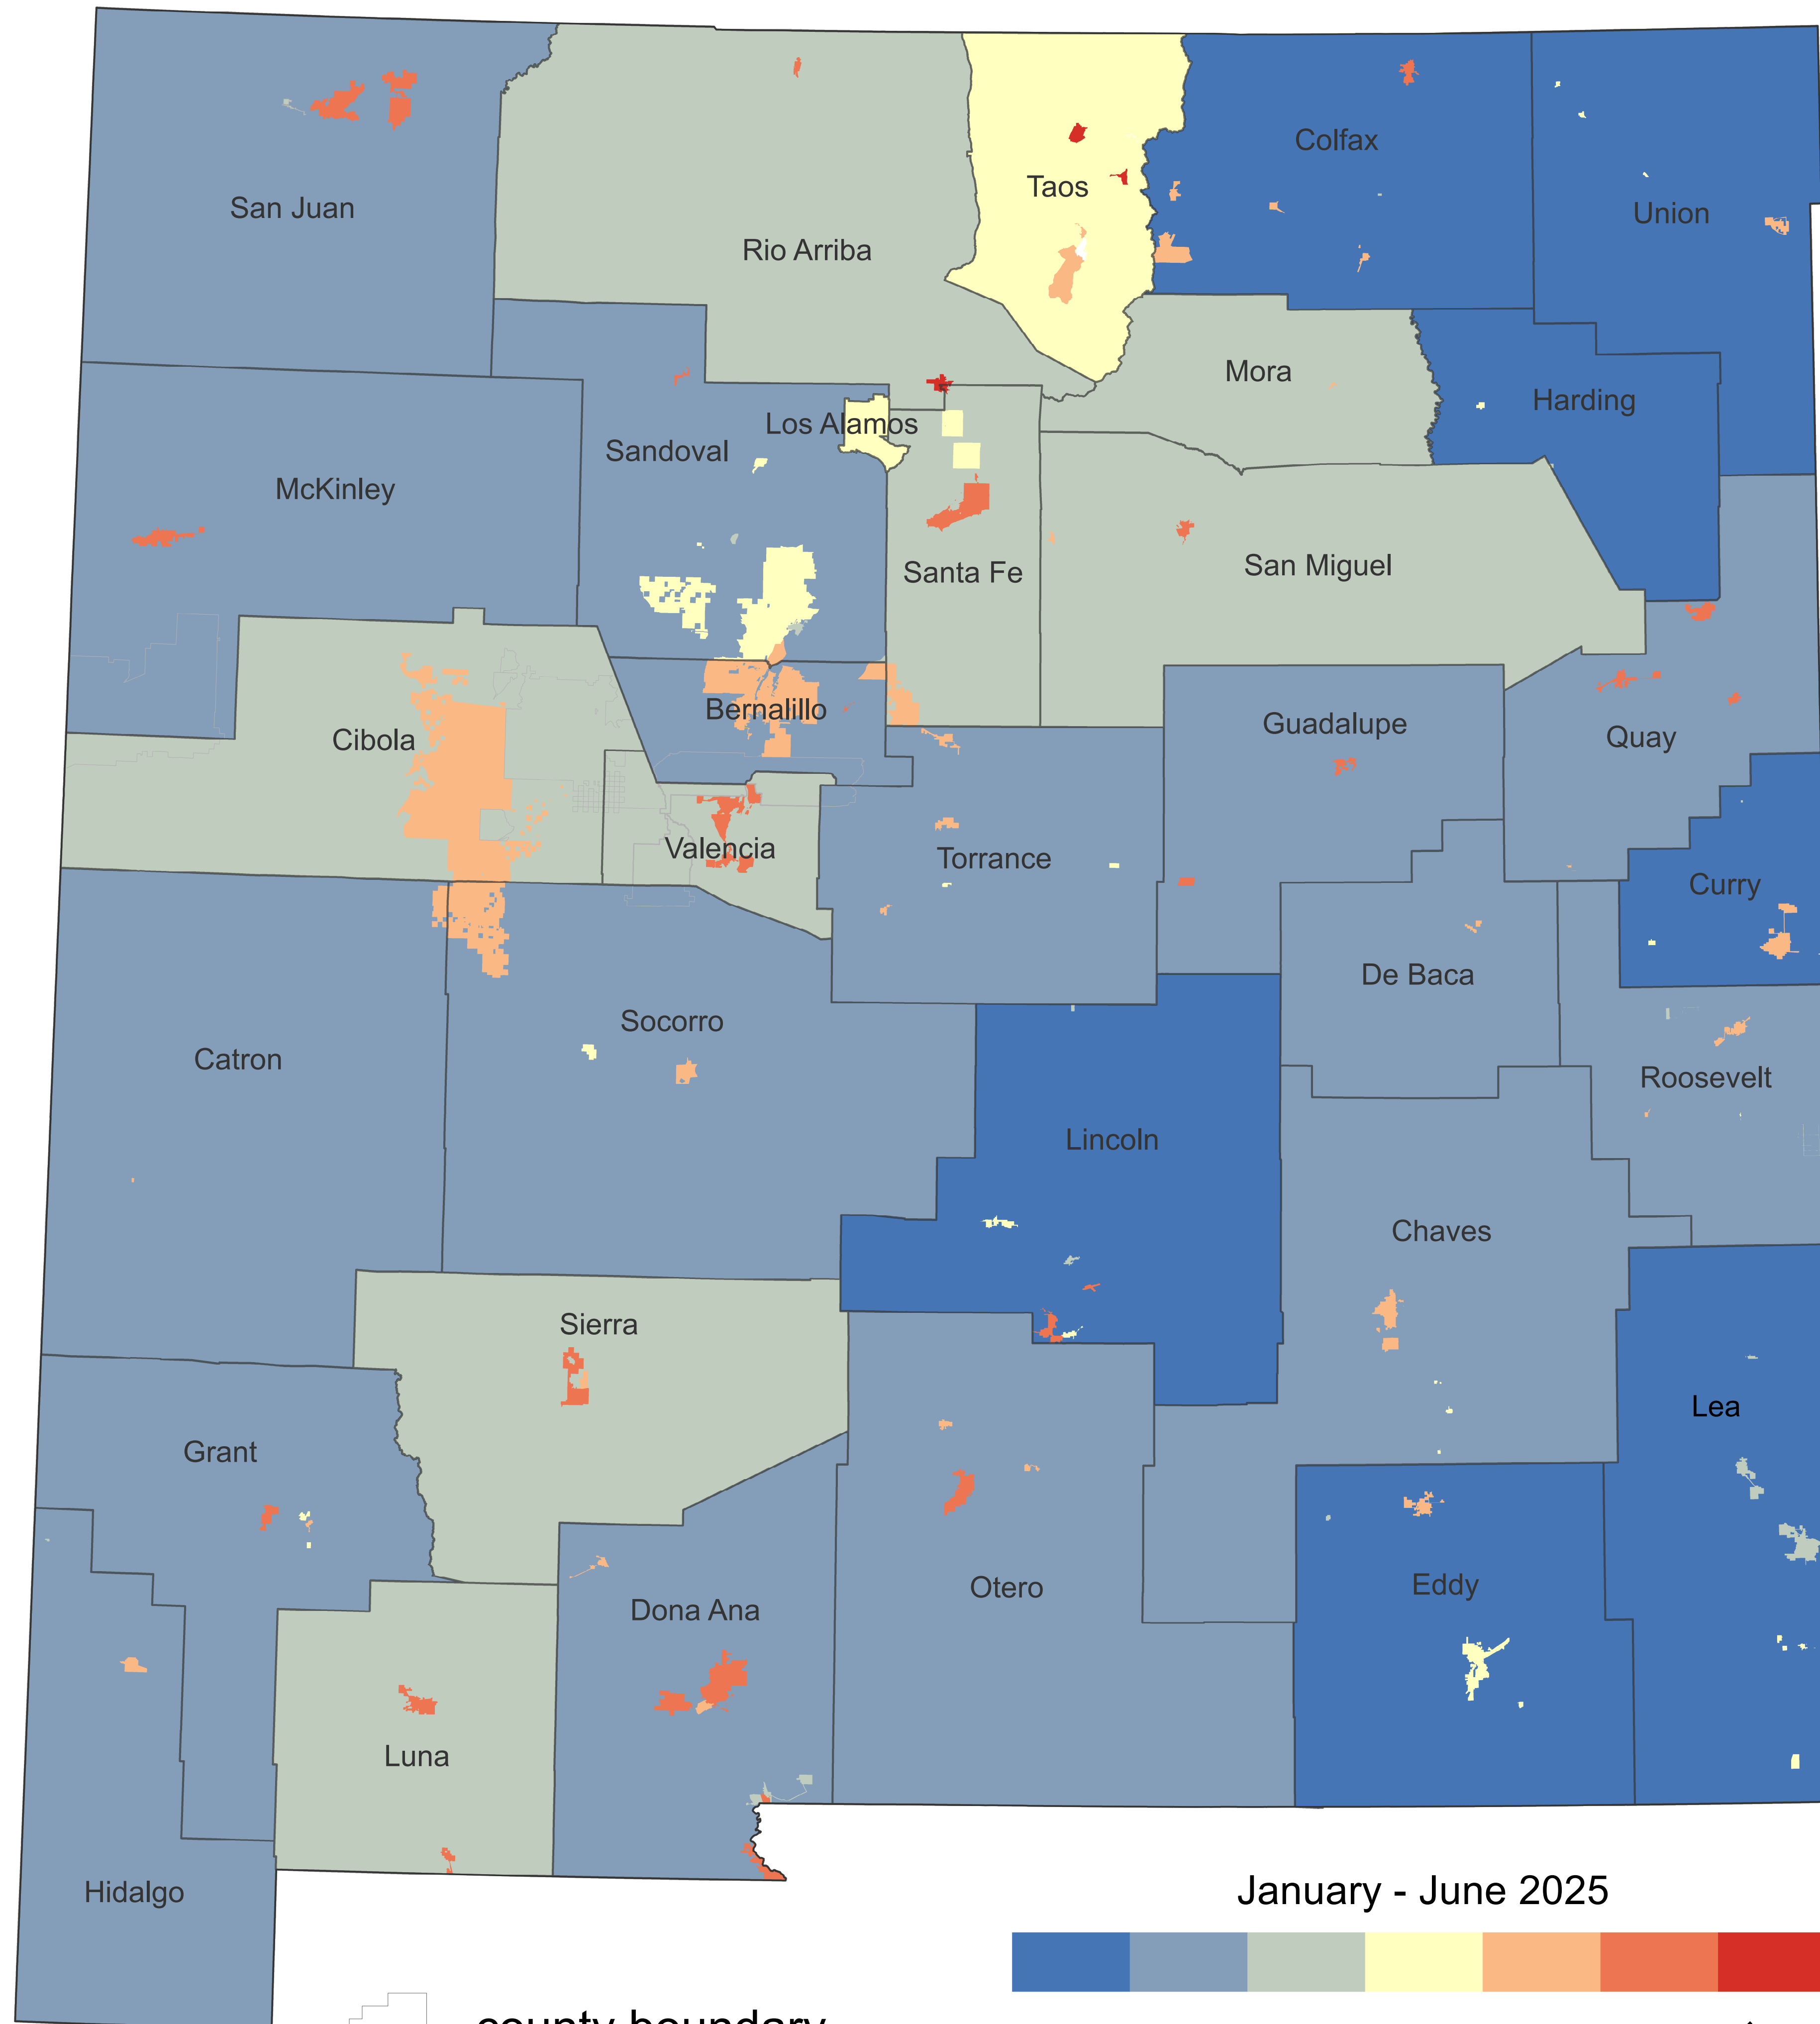 Colfax
Taos
San Juan
Union
Rio Arriba
Mora
Harding
Los Alamos
Sandoval
McKinley
San Miguel
Santa Fe
Bernalillo
Guadalupe
Quay
Cibola
Valencia
Torrance
Curry
De Baca
Socorro
Catron
Roosevelt
Lincoln
Chaves
Sierra
Lea
Grant
Eddy
Otero
Dona Ana
Luna
Hidalgo
January - June 2025
county boundary